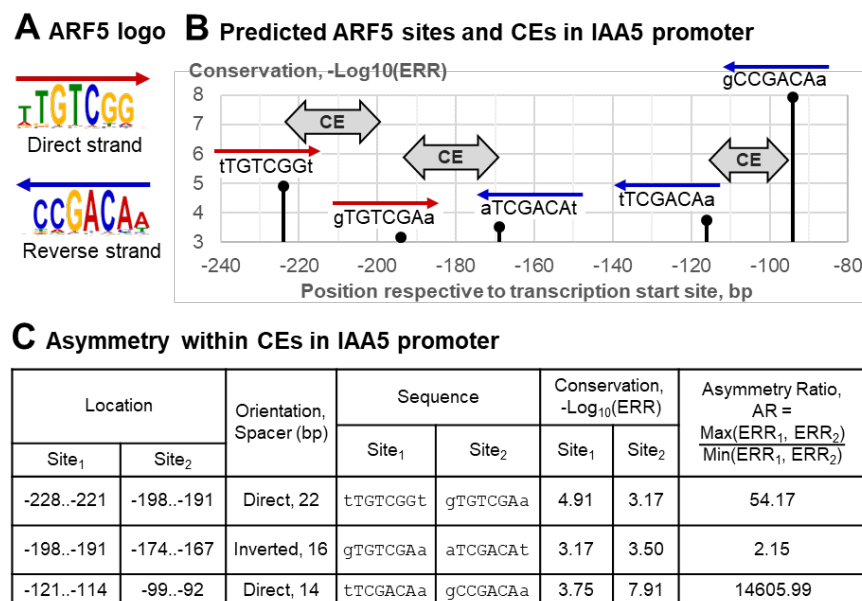 A ARF5 logo
TTGTCGG
Direct strand
CCGACAA
Reverse strand
B Predicted ARF5 sites and CEs in IAA5 promoter
Conservation, -Log10(ERR)
gCCGACAa
8
7
CE
6
tTGTCGGt
CE
CE
5
gTGTCGAa
aTCGACAt
tTCGACAa
4
3
-240 -220 -200 -180 -160 -140 -120 -100 -80
Position respective to transcription start site, bp
C Asymmetry within CEs in IAA5 promoter
Location Orientation, Spacer (bp) Sequence Conservation, -Log10(ERR) Asymmetry Ratio, AR = Max(ERR1, ERR2) Min(ERR1, ERR2)
Site1 Site2 Site1 Site2 Site1 Site2
-228..-221 -198..-191 Direct, 22 tTGTCGGt gTGTCGAa 4.91 3.17 54.17
-198..-191 -174..-167 Inverted, 16 gTGTCGAa aTCGACAt 3.17 3.50 2.15
-121..-114 -99..-92 Direct, 14 tTCGACAa gCCGACAa 3.75 7.91 14605.99